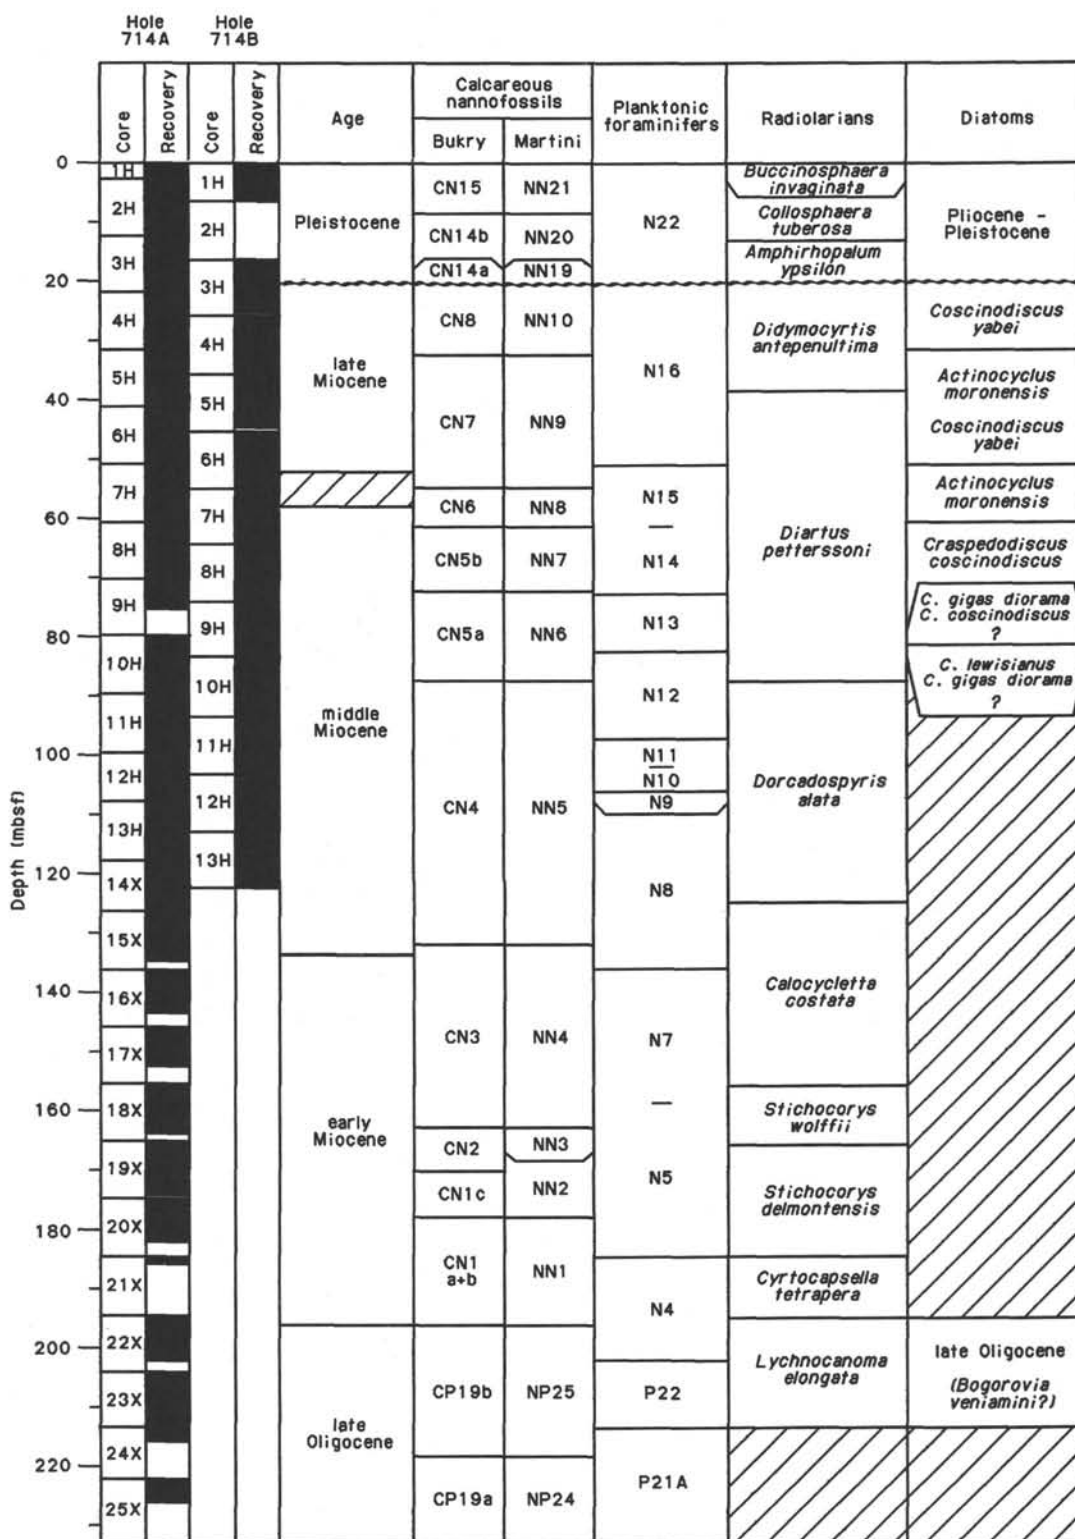 Hole 714A
Hole 714B
Core
Recovery
Core
Recovery
Age
Calcareous
nannofossils
Bukry
Martini
Planktonic
foraminifers
Radiolarians
Diatoms
Depth (mbsf)
0
20
40
60
80
100
120
140
160
180
200
220
1H
2H
3H
4H
5H
6H
7H
8H
9H
10H
11H
12H
13H
14X
15X
16X
17X
18X
19X
20X
21X
22X
23X
24X
25X
1H
2H
3H
4H
5H
6H
7H
8H
9H
10H
11H
12H
13H
Pleistocene
late
Miocene
middle
Miocene
early
Miocene
late
Oligocene
CN15
CN14b
CN14a
CN8
CN7
CN6
CN5b
CN5a
CN4
CN3
CN2
CN1c
CN1
a+b
CP19b
CP19a
NN21
NN20
NN19
NN10
NN9
NN8
NN7
NN6
NN5
NN4
NN3
NN2
NN1
NP25
NP24
N22
N16
N15
N14
N13
N12
N11
N10
N9
N8
N7
N5
N4
P22
P21A
Buccinosphaera
invaginata
Collosphaera
tuberosa
Amphirhopalum
ypsilon
Didymocyrtis
antepenultima
Diartus
petterssoni
Dorcadospyris
alata
Calocycletta
costata
Stichocorys
wolffii
Stichocorys
delmontensis
Cyrtocapsella
tetrapera
Lychnocanoma
elongata
Pliocene -
Pleistocene
Coscinodiscus
yabei
Actinocyclus
moronensis
Coscinodiscus
yabei
Actinocyclus
moronensis
Craspedodiscus
coscinodiscus
C. gigas diorama
C. coscinodiscus
?
C. lewisianus
C. gigas diorama
?
late Oligocene
(Bogorovia
veniamini?)